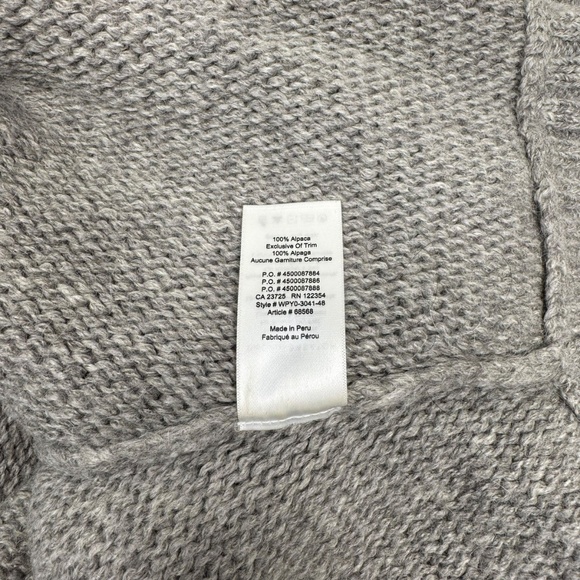 100% Alpaca
Exclusive Of Trim
100% Alpaga
Aucune Garniture Comprise
P.O. # 4500087884
P.O. # 4500087886
P.O. # 4500087888
CA 23725 RN 122354
Style # WPY0-3041-48
Article # 68568
Made in Peru
Fabriqué au Pérou